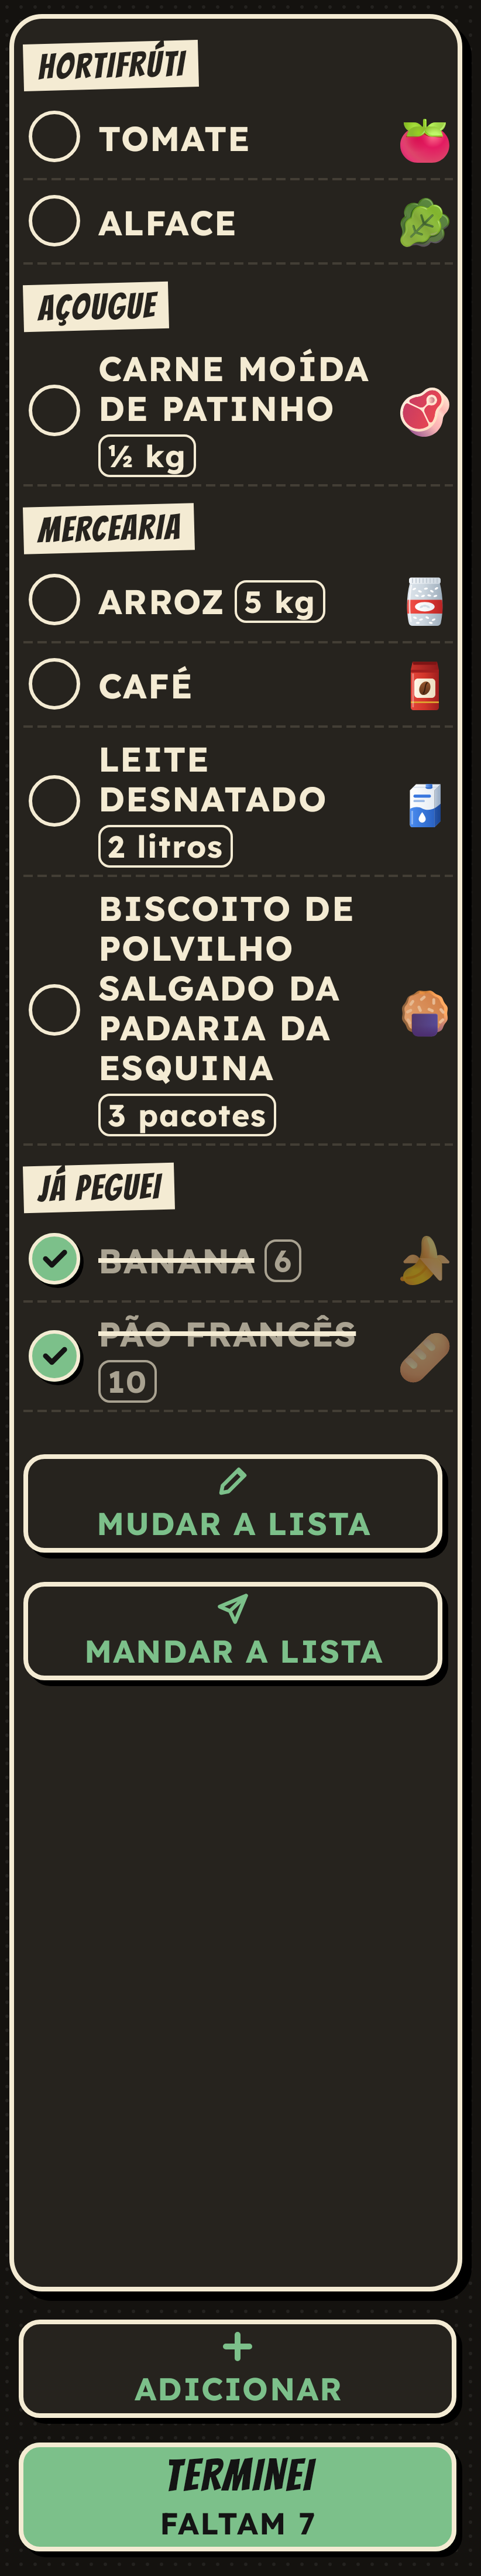 HORTIFRÚTI
TOMATE
ALFACE
AÇOUGUE
CARNE MOÍDA
DE PATINHO
½ kg
MERCEARIA
ARROZ 5 kg
CAFÉ
LEITE
DESNATADO
2 litros
BISCOITO DE
POLVILHO
SALGADO DA
PADARIA DA
ESQUINA
3 pacotes
JÁ PEGUEI
BANANA 6
PÃO FRANCÊS
10
MUDAR A LISTA
MANDAR A LISTA
ADICIONAR
TERMINEI
FALTAM 7